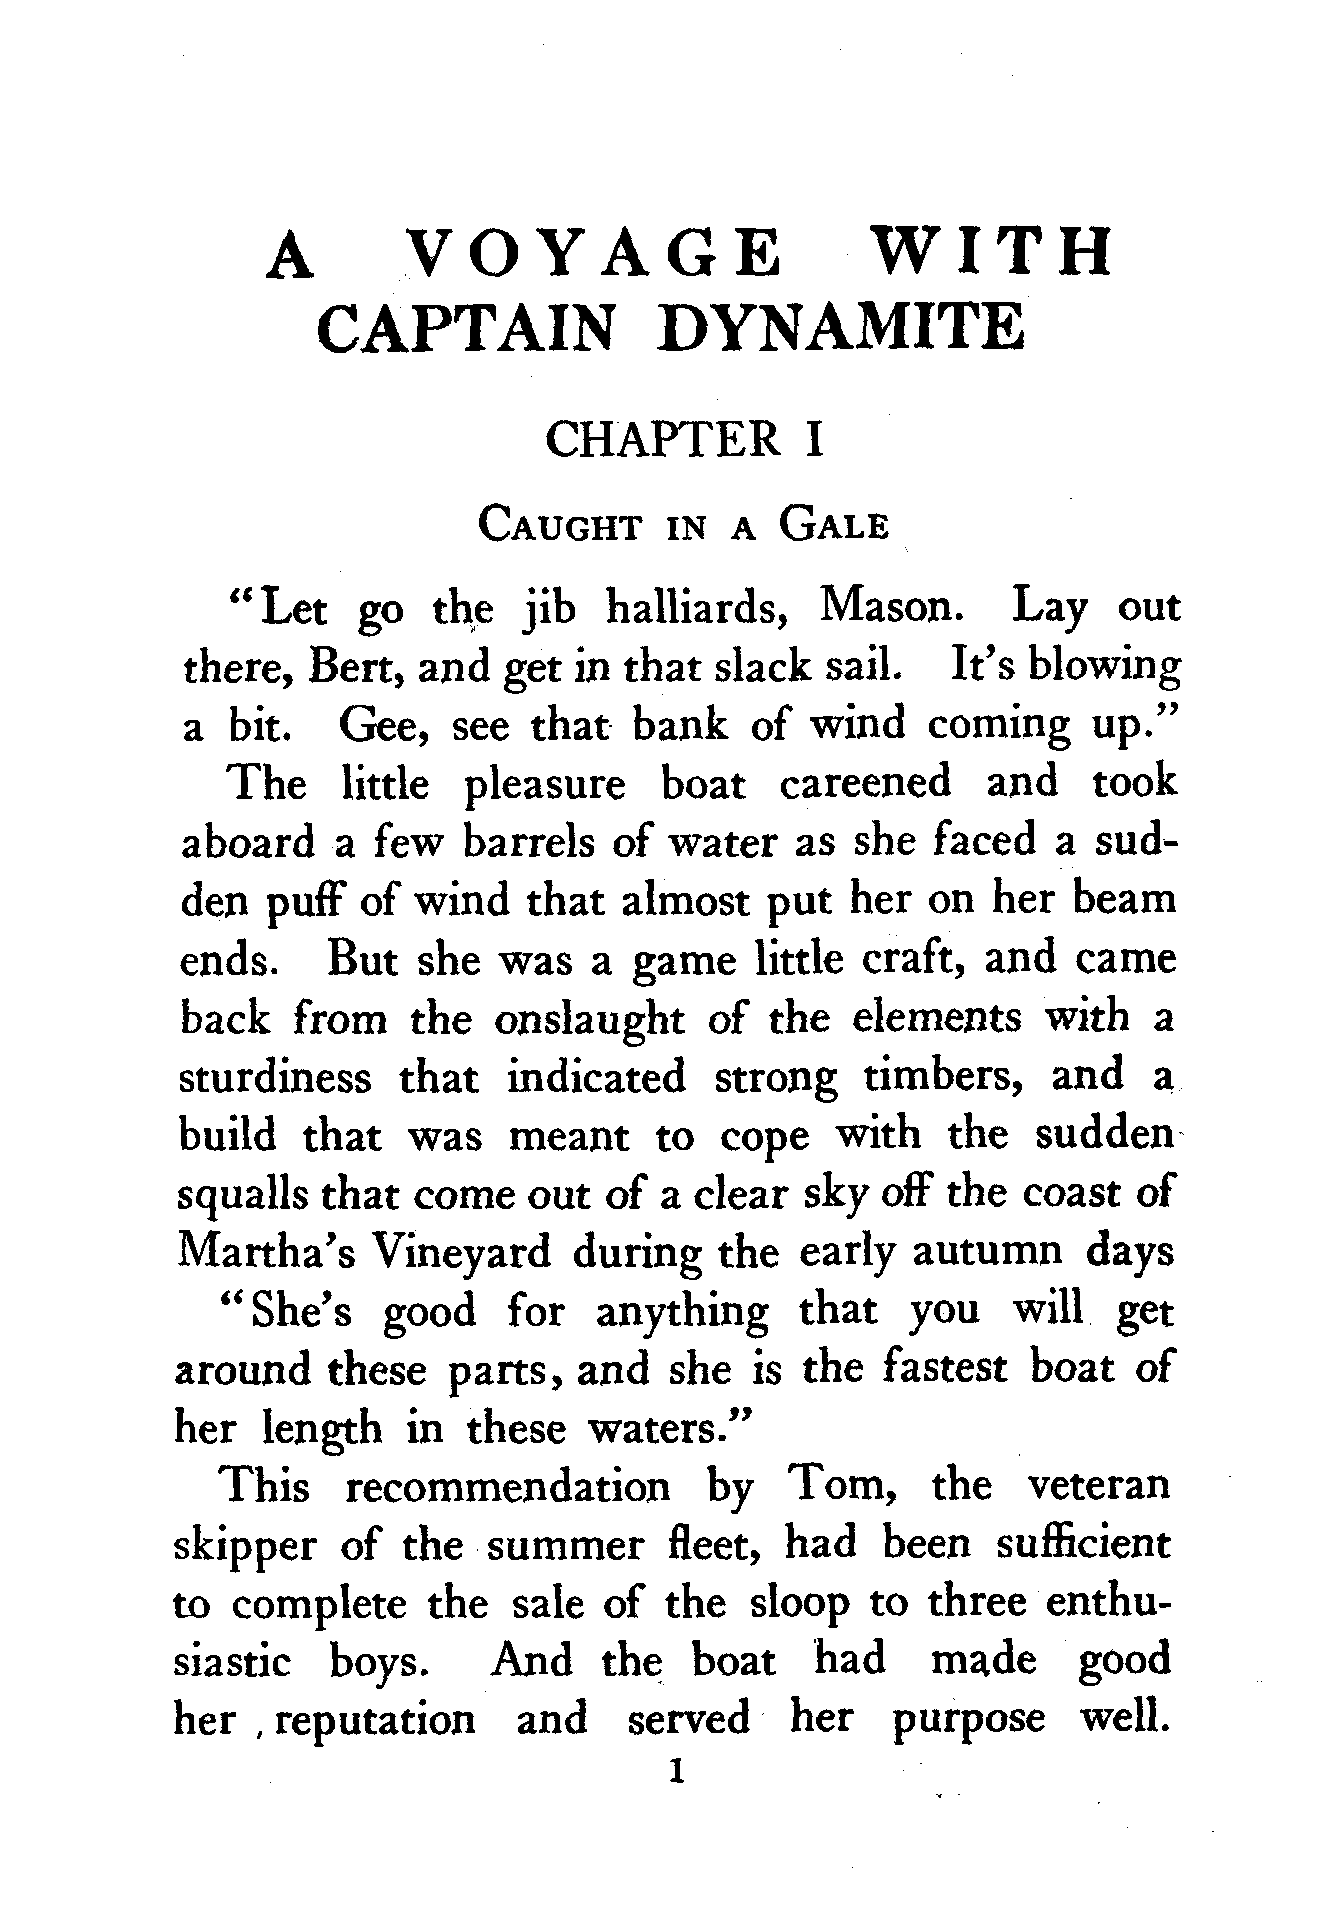 A VOYAGE WITH
CAPTAIN DYNAMITE
CHAPTER I
Caught in a Gale
“Let go the jib halliards, Mason. Lay out
there, Bert, and get in that slack sail. It’s blowing
a bit. Gee, see that bank of wind coming up.”
The little pleasure boat careened and took
aboard a few barrels of water as she faced a sud-
den puff of wind that almost put her on her beam
ends. But she was a game little craft, and came
back from the onslaught of the elements with a
sturdiness that indicated strong timbers, and a
build that was meant to cope with the sudden
squalls that come out of a clear sky off the coast of
Martha’s Vineyard during the early autumn days
“She’s good for anything that you will get
around these parts, and she is the fastest boat of
her length in these waters.”
This recommendation by Tom, the veteran
skipper of the summer fleet, had been sufficient
to complete the sale of the sloop to three enthu-
siastic boys. And the boat had made good
her reputation and served her purpose well.
1